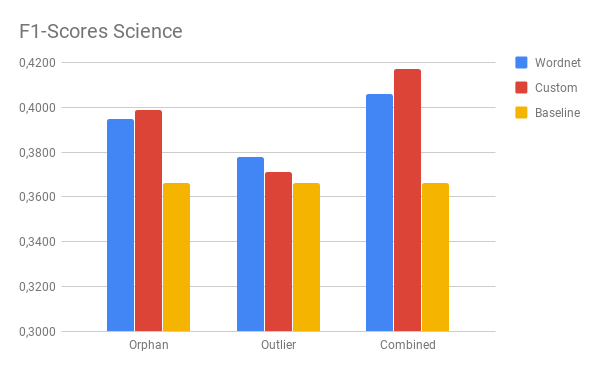 F1-Scores Science
0,4200
0,4000
0,3800
0,3600
0,3400
0,3200
0,3000
Orphan
Outlier
Combined
Wordnet
Custom
Baseline